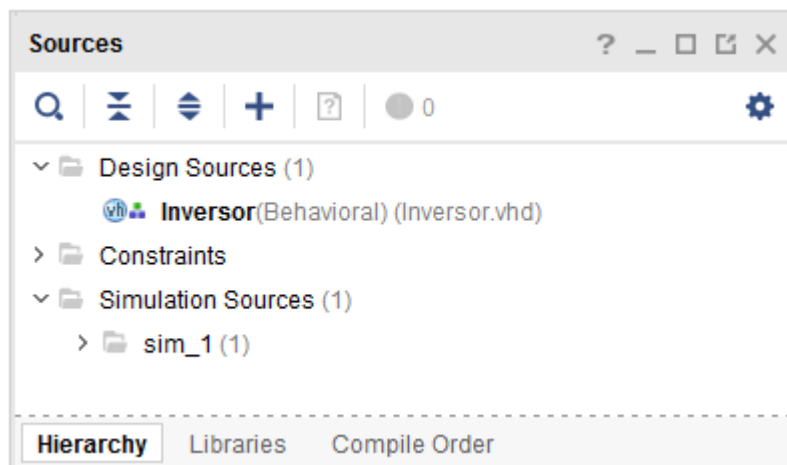 Sources ?
0
Design Sources (1)
vh Inversor(Behavioral) (Inversor.vhd)
Constraints
Simulation Sources (1)
sim_1 (1)
Hierarchy Libraries Compile Order